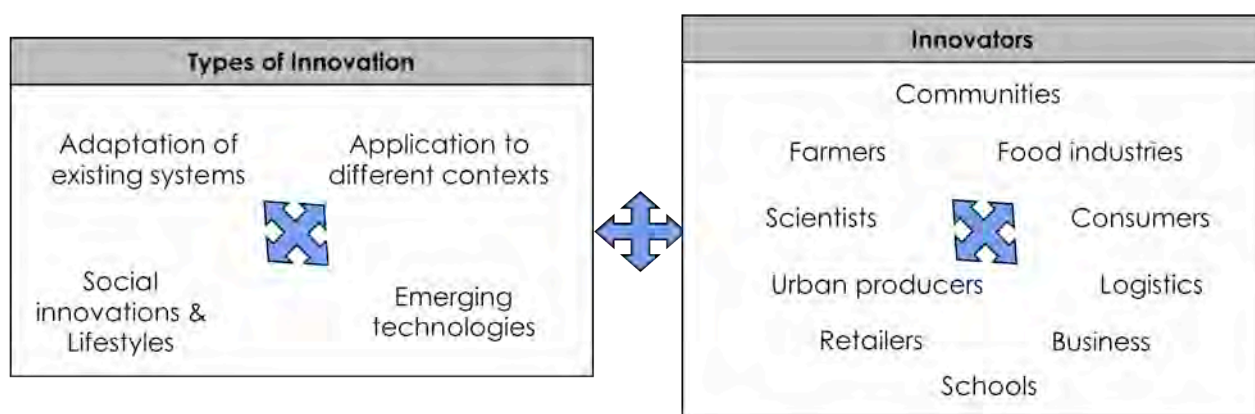 Types of Innovation
Adaptation of
existing systems
Application to
different contexts
Social
innovations &
Lifestyles
Emerging
technologies
Innovators
Communities
Farmers
Food industries
Scientists
Consumers
Urban producers
Logistics
Retailers
Business
Schools